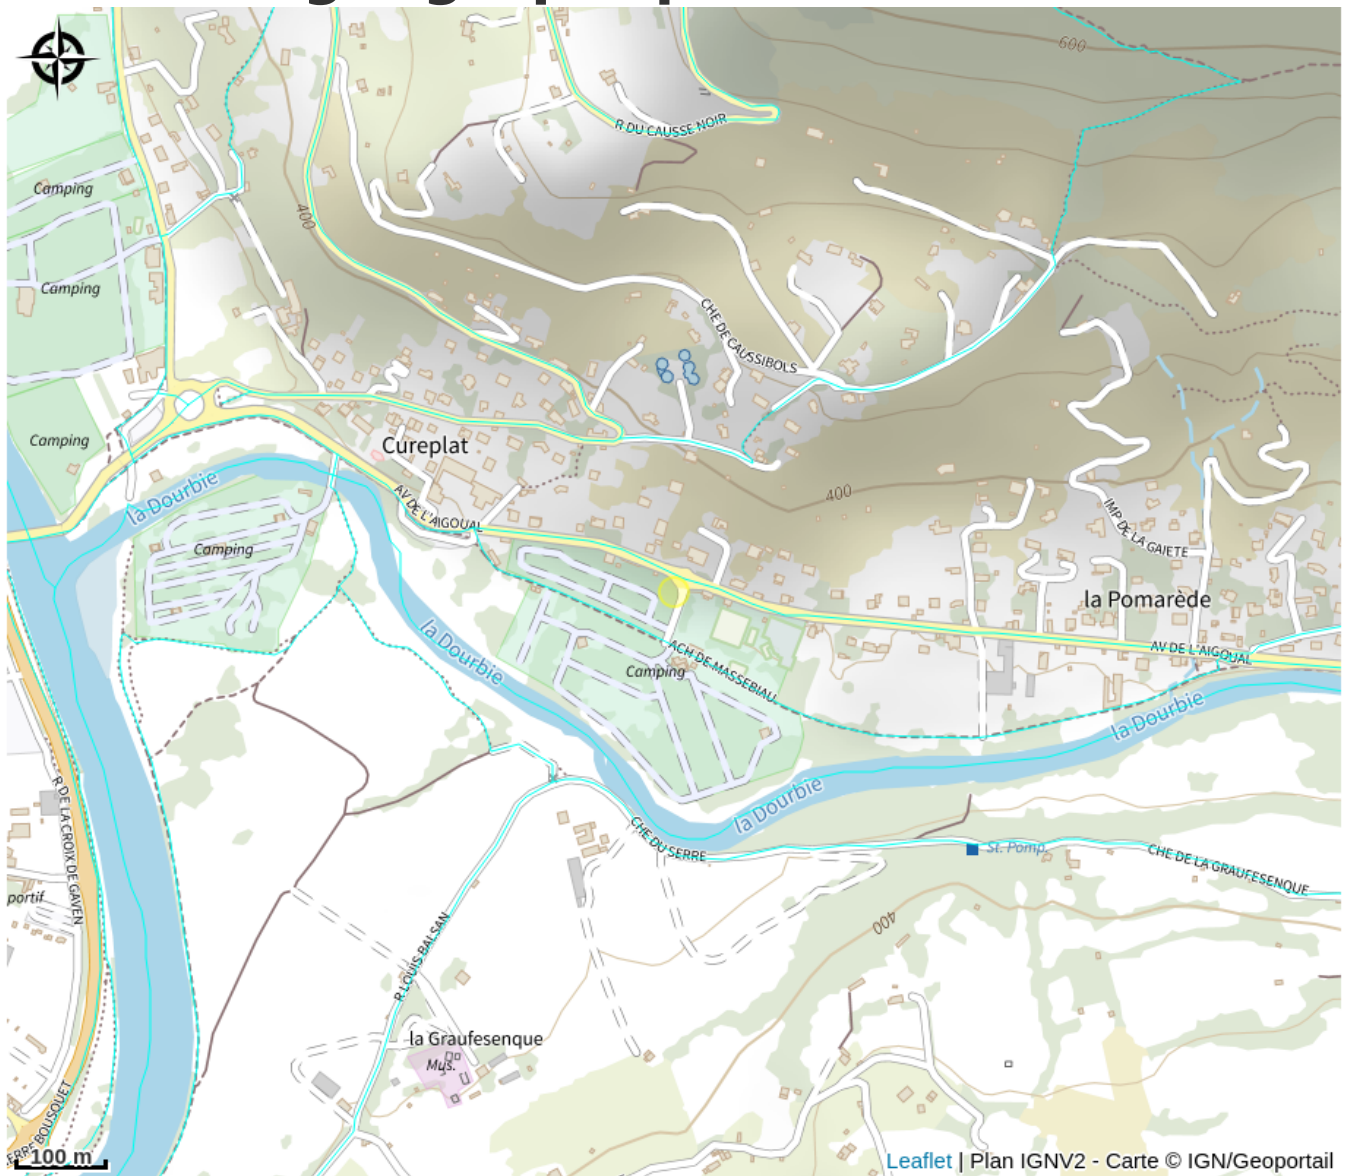 600
R DU CAUSSE NOIR
Camping
400
Camping
CHE DE CAUSSIBOLS
Camping
Cureplat
la Dourbie
AV DE L'AIGOUAL
400
IMP DE LA GAIETE
Camping
la Pomarède
la Dourbie
ACH DE MASSEBIAU
AV DE L'AIGOUAL
Camping
la Dourbie
R DE LA CROIX DE GAVEN
la Dourbie
CHE DU SERRE
St. Pomp.
CHE DE LA GRAUFESENQUE
portif
400
R LOUIS BALSAN
la Graufesenque
Mus.
ERRE BOUSQUET
100 m
Leaflet | Plan IGNV2 - Carte © IGN/Geoportail